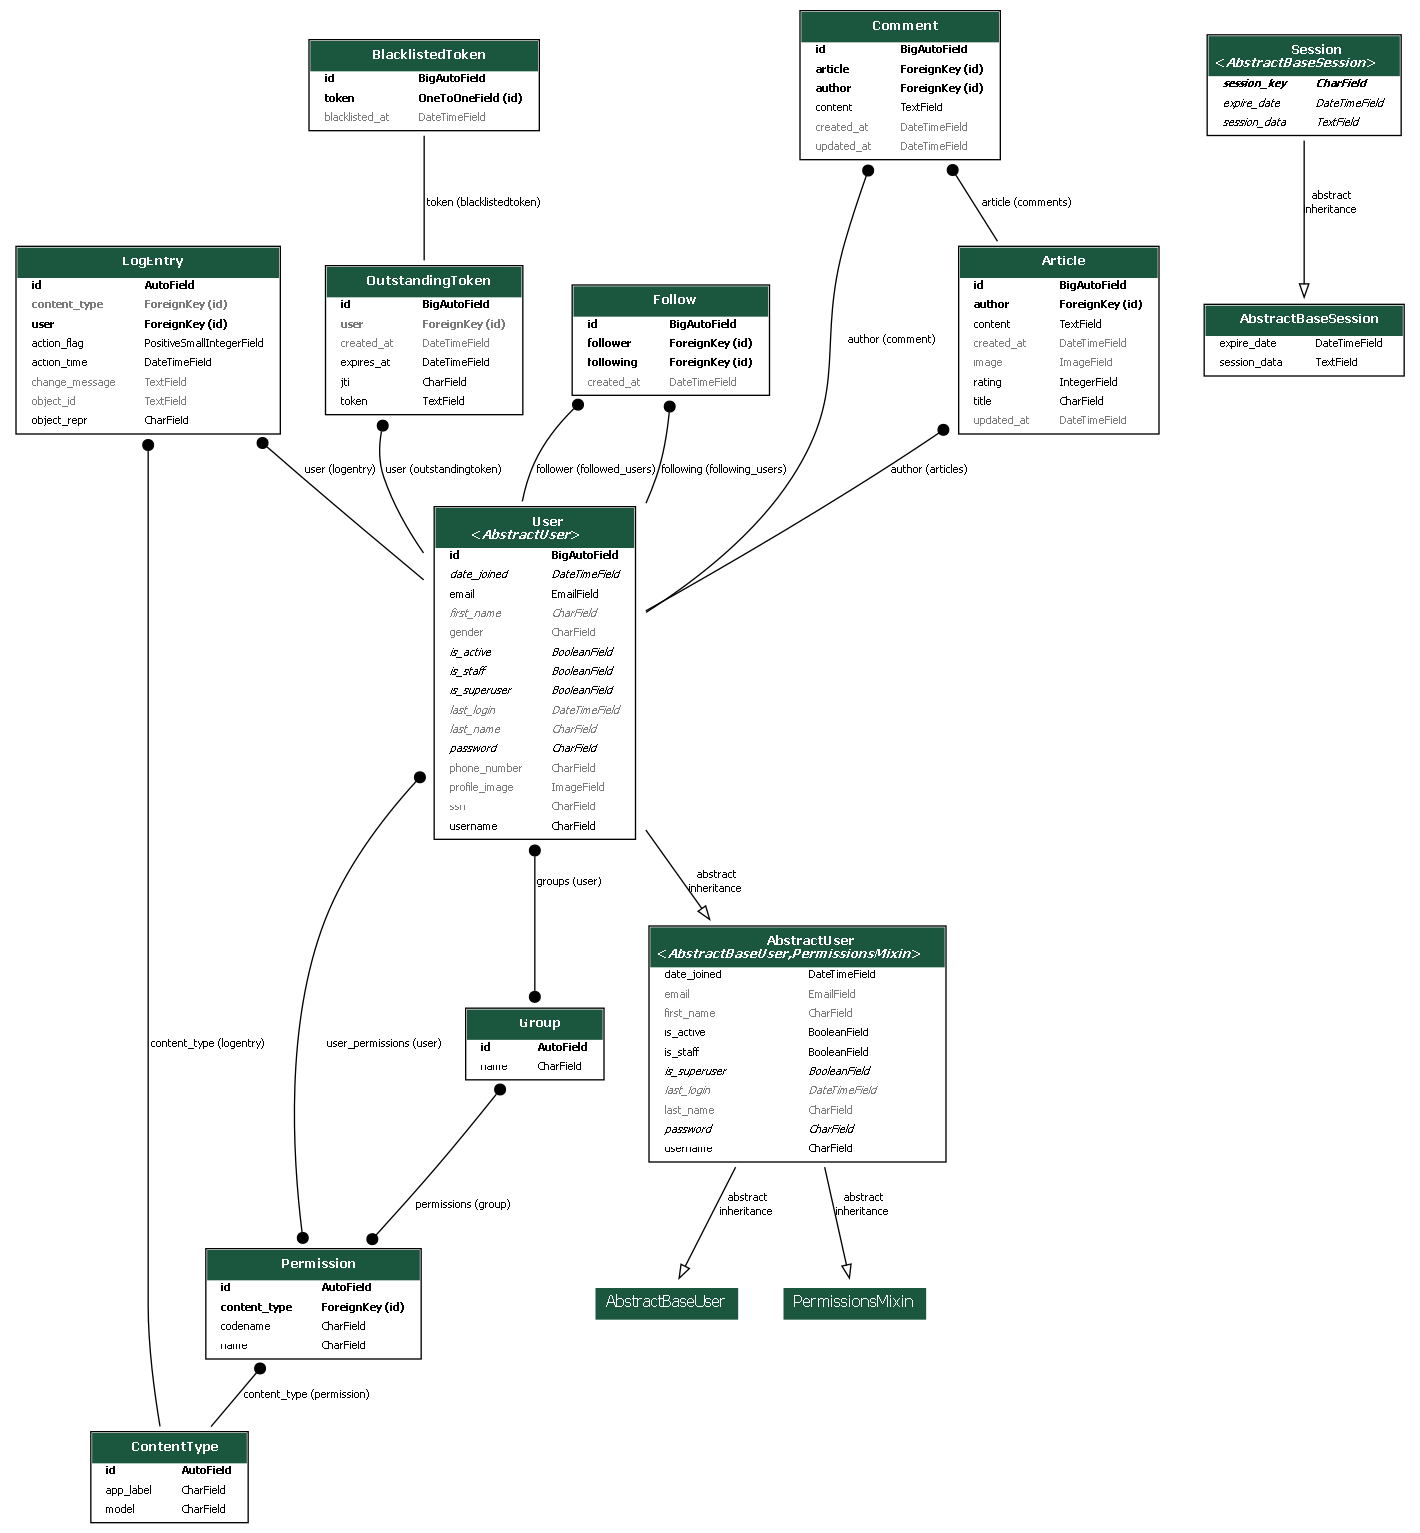 BlacklistedToken
id BigAutoField
token OneToOneField (id)
blacklisted_at DateTimeField
Comment
id BigAutoField
article ForeignKey (id)
author ForeignKey (id)
content TextField
created_at DateTimeField
updated_at DateTimeField
Session
<AbstractBaseSession>
session_key CharField
expire_date DateTimeField
session_data TextField
token (blacklistedtoken)
article (comments)
abstract
inheritance
LogEntry
id AutoField
content_type ForeignKey (id)
user ForeignKey (id)
action_flag PositiveSmallIntegerField
action_time DateTimeField
change_message TextField
object_id TextField
object_repr CharField
OutstandingToken
id BigAutoField
user ForeignKey (id)
created_at DateTimeField
expires_at DateTimeField
jti CharField
token TextField
Follow
id BigAutoField
follower ForeignKey (id)
following ForeignKey (id)
created_at DateTimeField
author (comment)
Article
id BigAutoField
author ForeignKey (id)
content TextField
created_at DateTimeField
image ImageField
rating IntegerField
title CharField
updated_at DateTimeField
AbstractBaseSession
expire_date DateTimeField
session_data TextField
user (logentry)
user (outstandingtoken)
follower (followed_users)
following (following_users)
author (articles)
User
<AbstractUser>
id BigAutoField
date_joined DateTimeField
email EmailField
first_name CharField
gender CharField
is_active BooleanField
is_staff BooleanField
is_superuser BooleanField
last_login DateTimeField
last_name CharField
password CharField
phone_number CharField
profile_image ImageField
ssn CharField
username CharField
groups (user)
abstract
inheritance
AbstractUser
<AbstractBaseUser,PermissionsMixin>
date_joined DateTimeField
email EmailField
first_name CharField
is_active BooleanField
is_staff BooleanField
is_superuser BooleanField
last_login DateTimeField
last_name CharField
password CharField
username CharField
content_type (logentry)
user_permissions (user)
Group
id AutoField
name CharField
permissions (group)
abstract
inheritance
abstract
inheritance
Permission
id AutoField
content_type ForeignKey (id)
codename CharField
name CharField
AbstractBaseUser
PermissionsMixin
content_type (permission)
ContentType
id AutoField
app_label CharField
model CharField